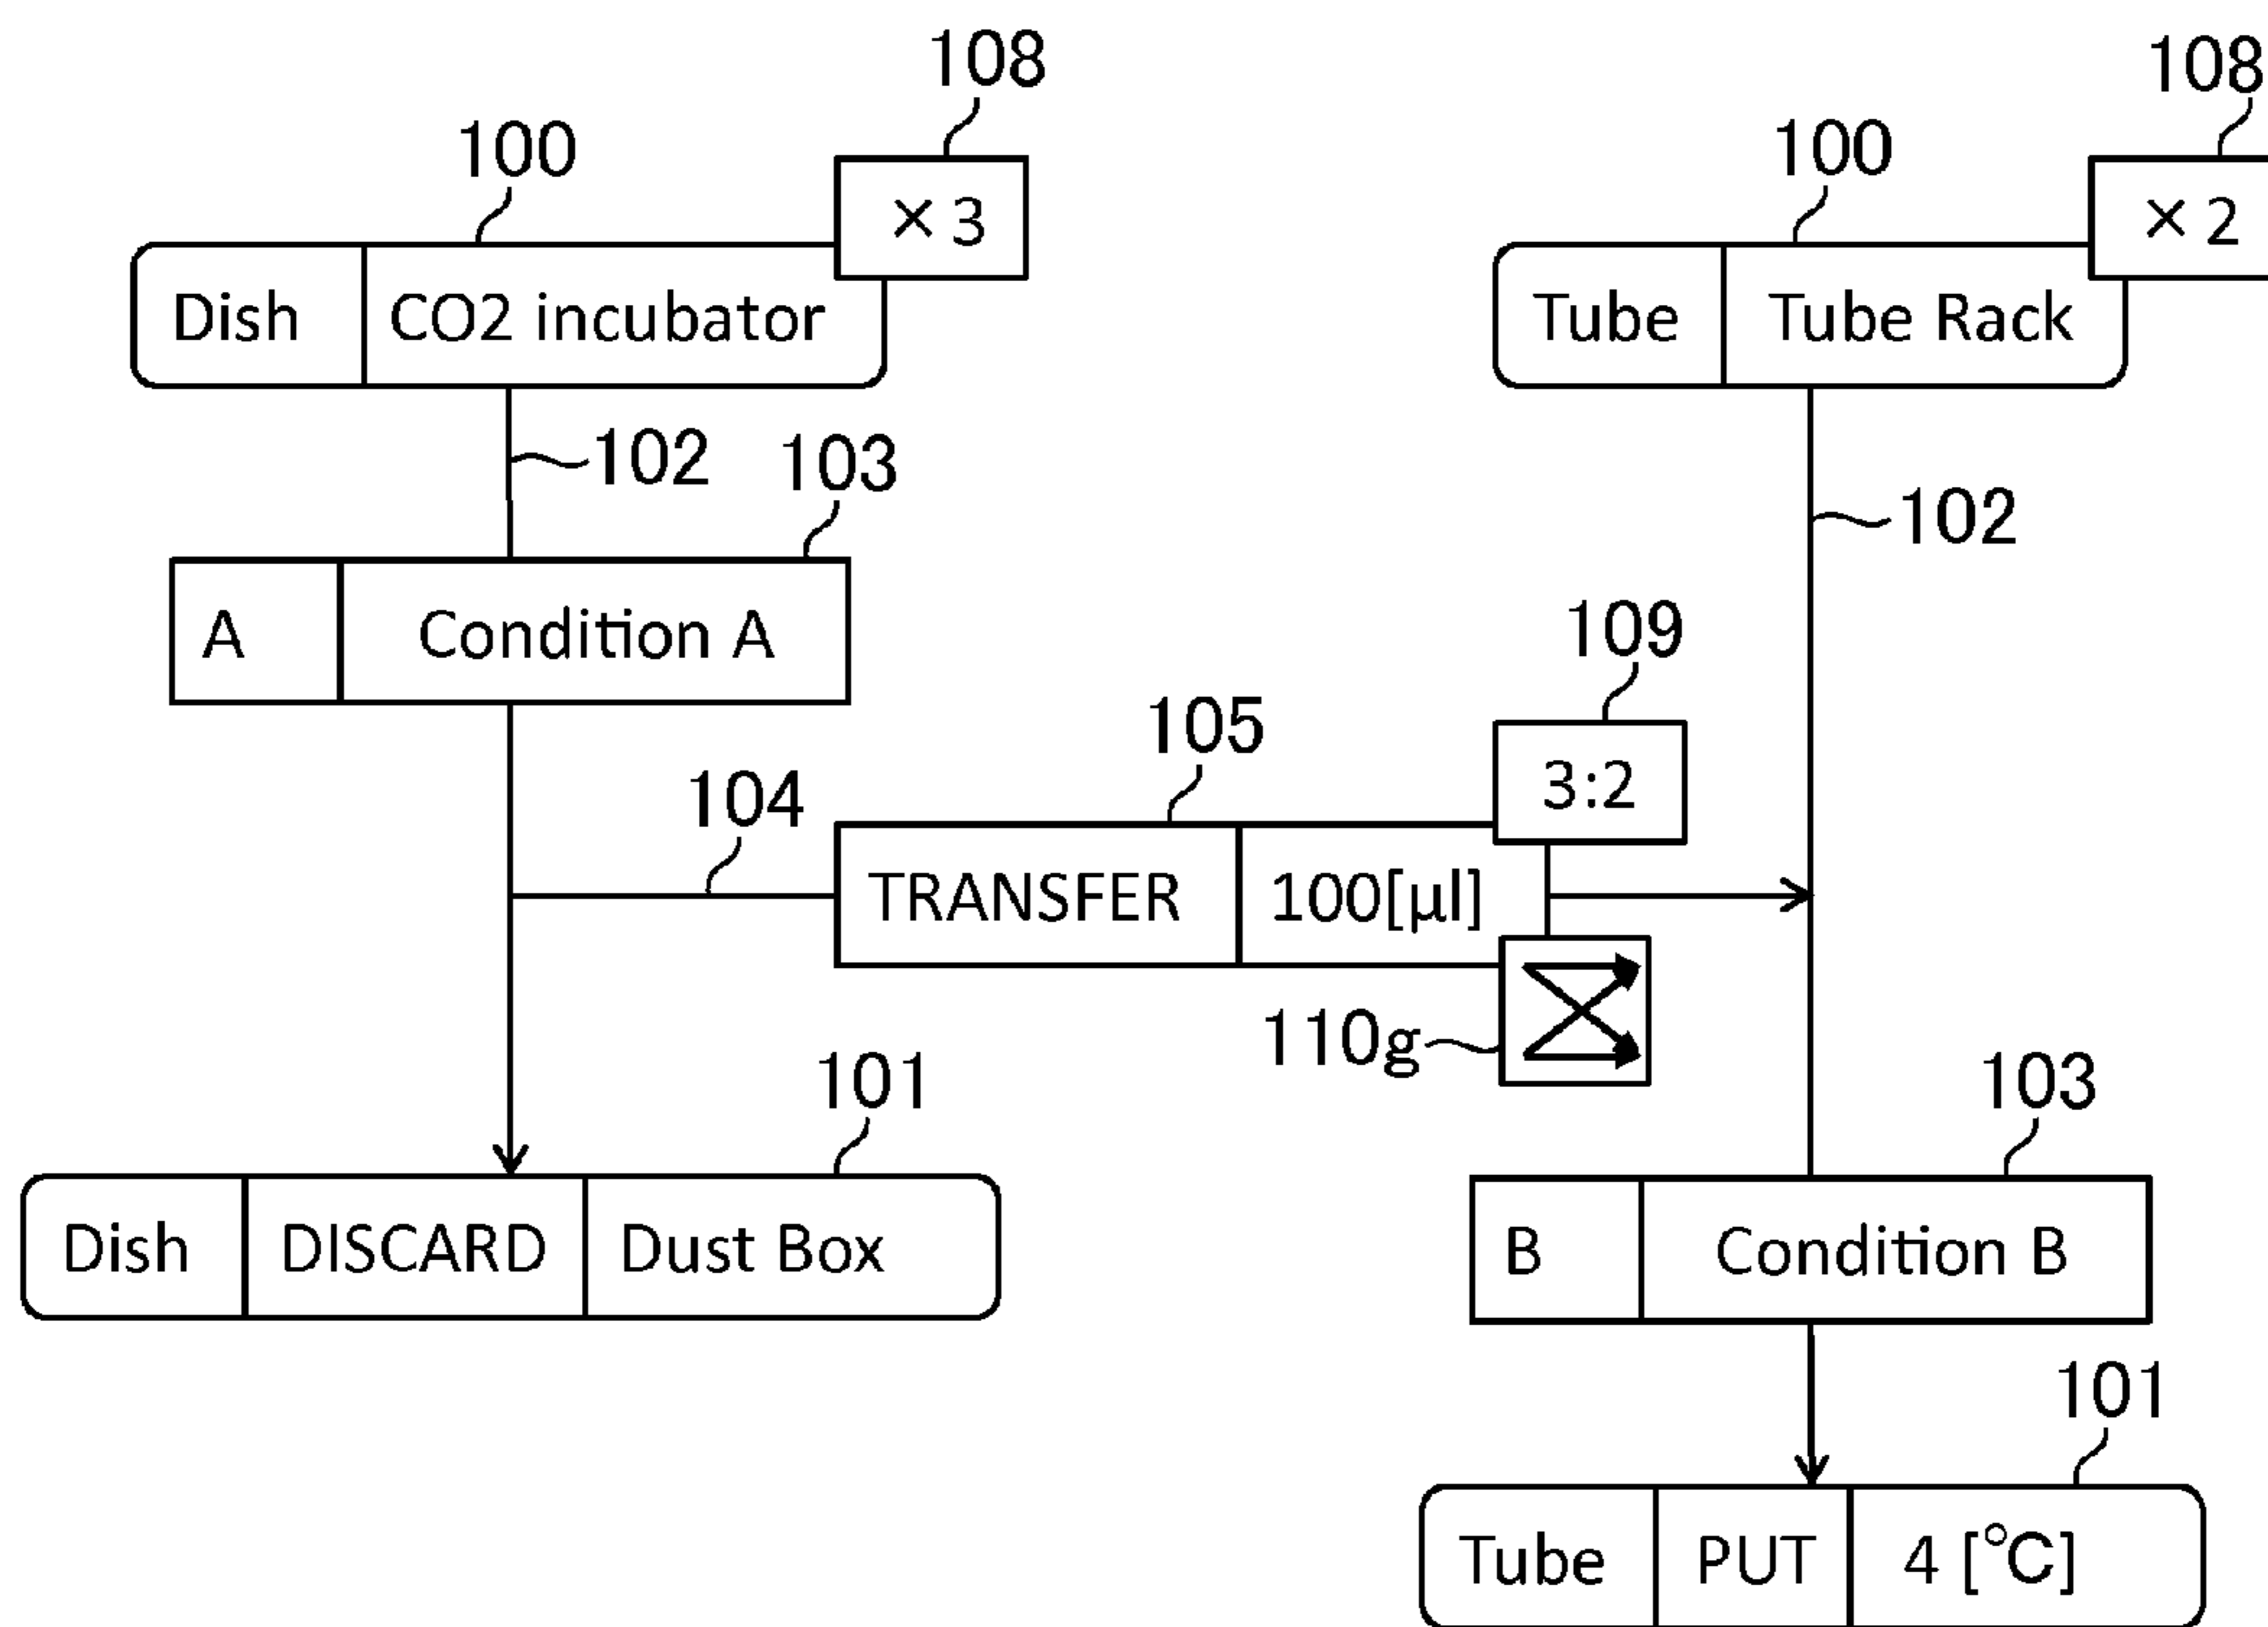 108
108
100
100
× 3
× 2
Dish CO2 incubator
Tube Tube Rack
102
103
102
A Condition A
109
105
3:2
104
TRANSFER 100[μl]
110g
101
103
Dish DISCARD Dust Box
B Condition B
101
Tube PUT 4 [℃]